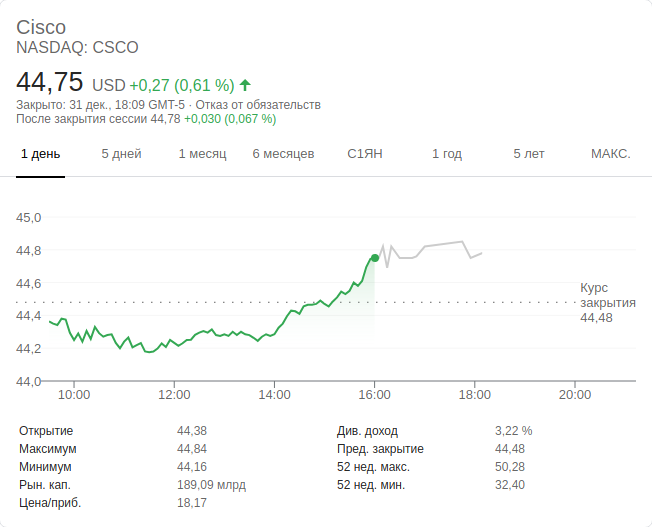 Cisco
NASDAQ: CSCO
44,75 USD +0,27 (0,61 %)
Закрыто: 31 дек., 18:09 GMT-5 · Отказ от обязательств
После закрытия сессии 44,78 +0,030 (0,067 %)
1 день 5 дней 1 месяц 6 месяцев С1ЯН 1 год 5 лет МАКС.
45,0
44,8
44,6
44,4
44,2
44,0
Курс
закрытия
44,48
10:00 12:00 14:00 16:00 18:00 20:00
Открытие 44,38 Див. доход 3,22 %
Максимум 44,84 Пред. закрытие 44,48
Минимум 44,16 52 нед. макс. 50,28
Рын. кап. 189,09 млрд 52 нед. мин. 32,40
Цена/приб. 18,17